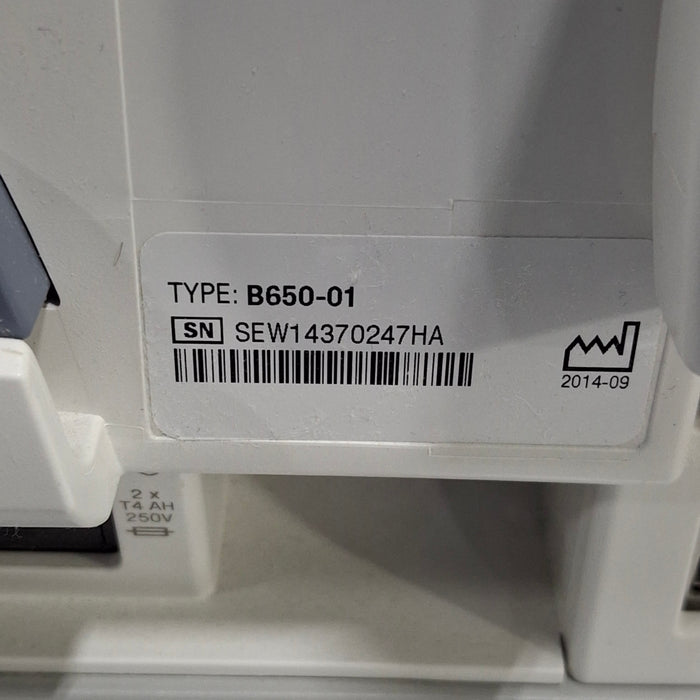 TYPE: B650-01
SN SEW14370247HA
2014-09
2 x
T4 AH
250V